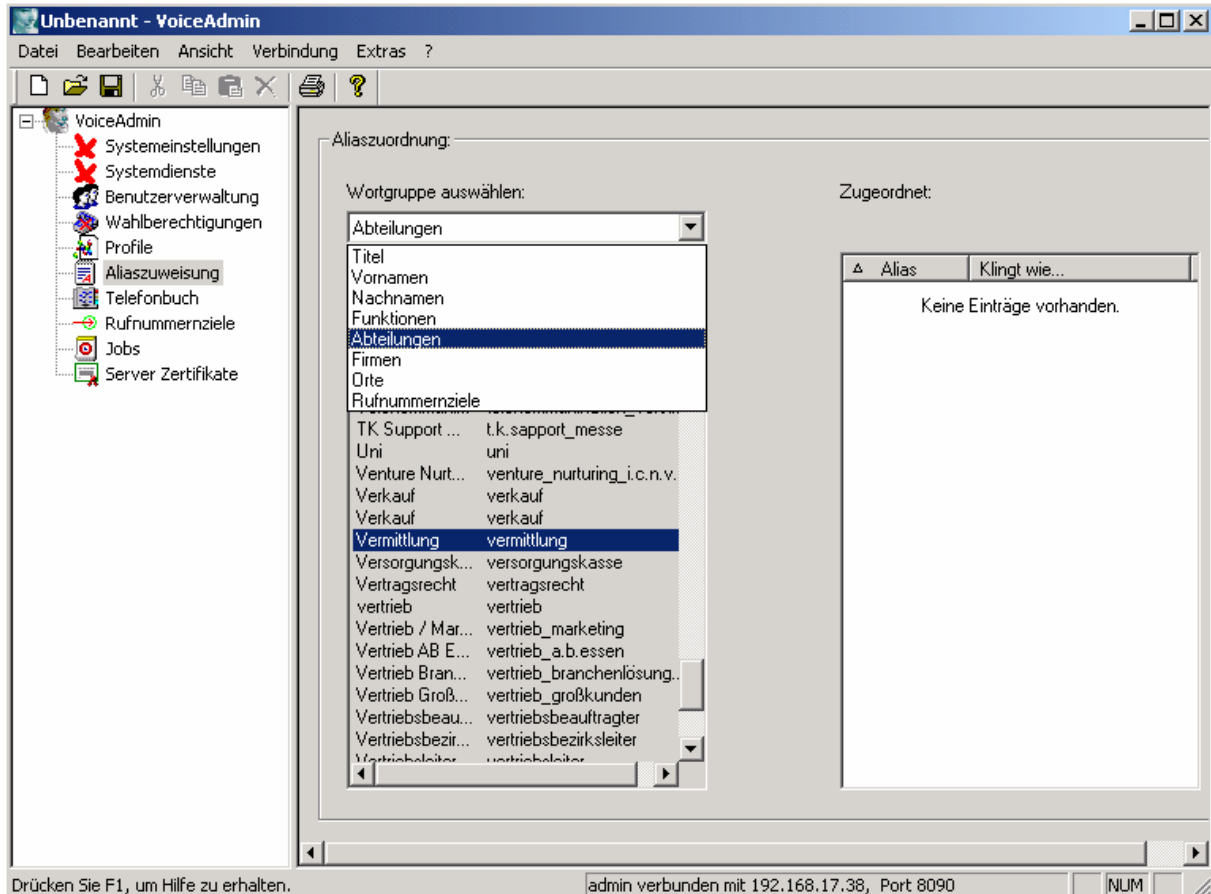 Unbenannt - VoiceAdmin
Datei Bearbeiten Ansicht Verbindung Extras ?
VoiceAdmin
Systemeinstellungen
Systemdienste
Benutzerverwaltung
Wahlberechtigungen
Profile
Aliaszuweisung
Telefonbuch
Rufnummernziele
Jobs
Server Zertifikate
Aliaszuordnung:
Wortgruppe auswählen:
Abteilungen
Titel
Vornamen
Nachnamen
Funktionen
Abteilungen
Firmen
Orte
Rufnummernziele
TK Support ... t.k.sapport_messe
Uni uni
Venture Nurt... venture_nurturing_i.c.n.v.
Verkauf verkauf
Verkauf verkauf
Vermittlung vermittlung
Versorgungsk... versorgungskasse
Vertragsrecht vertragsrecht
vertrieb vertrieb
Vertrieb / Mar... vertrieb_marketing
Vertrieb AB E... vertrieb_a.b.essen
Vertrieb Bran... vertrieb_branchenlösung...
Vertrieb Groß... vertrieb_großkunden
Vertriebsbeau... vertriebsbeauftragter
Vertriebsbezir... vertriebsbezirksleiter
Zugeordnet:
Alias Klingt wie...
Keine Einträge vorhanden.
Drücken Sie F1, um Hilfe zu erhalten.
admin verbunden mit 192.168.17.38, Port 8090
NUM